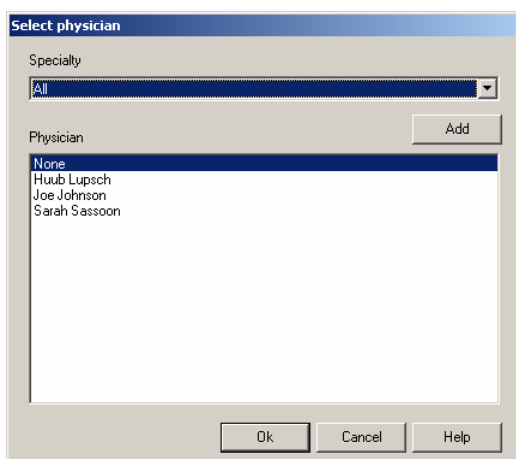 Select physician
Specialty
All
Add
Physician
None
Huub Lupsch
Joe Johnson
Sarah Sassoon
Ok Cancel Help